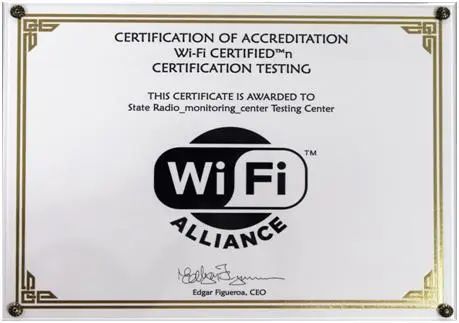 CERTIFICATION OF ACCREDITATION
Wi-Fi CERTIFIED™n
CERTIFICATION TESTING
THIS CERTIFICATE IS AWARDED TO
State Radio_monitoring_center Testing Center
Wi Fi TM
ALLIANCE
Edgar Figueroa, CEO